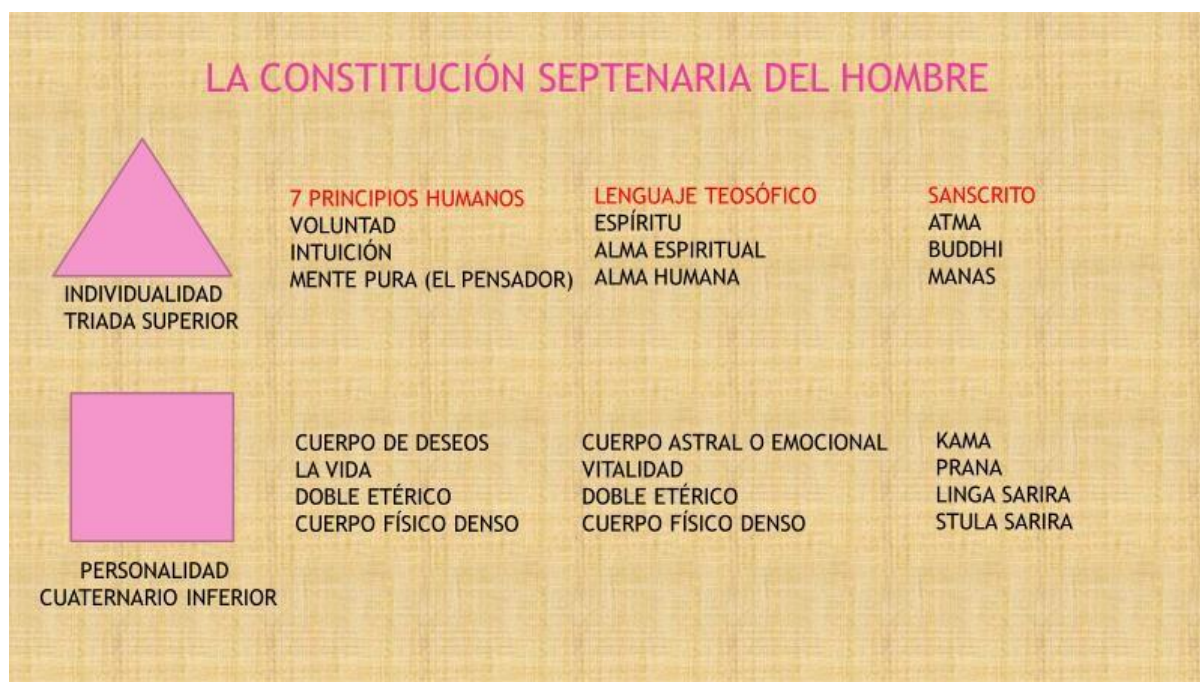 LA CONSTITUCIÓN SEPTENARIA DEL HOMBRE
7 PRINCIPIOS HUMANOS LENGUAJE TEOSÓFICO SANSCRITO
VOLUNTAD ESPÍRITU ATMA
INTUICIÓN ALMA ESPIRITUAL BUDDHI
MENTE PURA (EL PENSADOR) ALMA HUMANA MANAS
INDIVIDUALIDAD
TRIADA SUPERIOR
CUERPO DE DESEOS CUERPO ASTRAL O EMOCIONAL KAMA
LA VIDA VITALIDAD PRANA
DOBLE ETÉRICO DOBLE ETÉRICO LINGA SARIRA
CUERPO FÍSICO DENSO CUERPO FÍSICO DENSO STULA SARIRA
PERSONALIDAD
CUATERNARIO INFERIOR